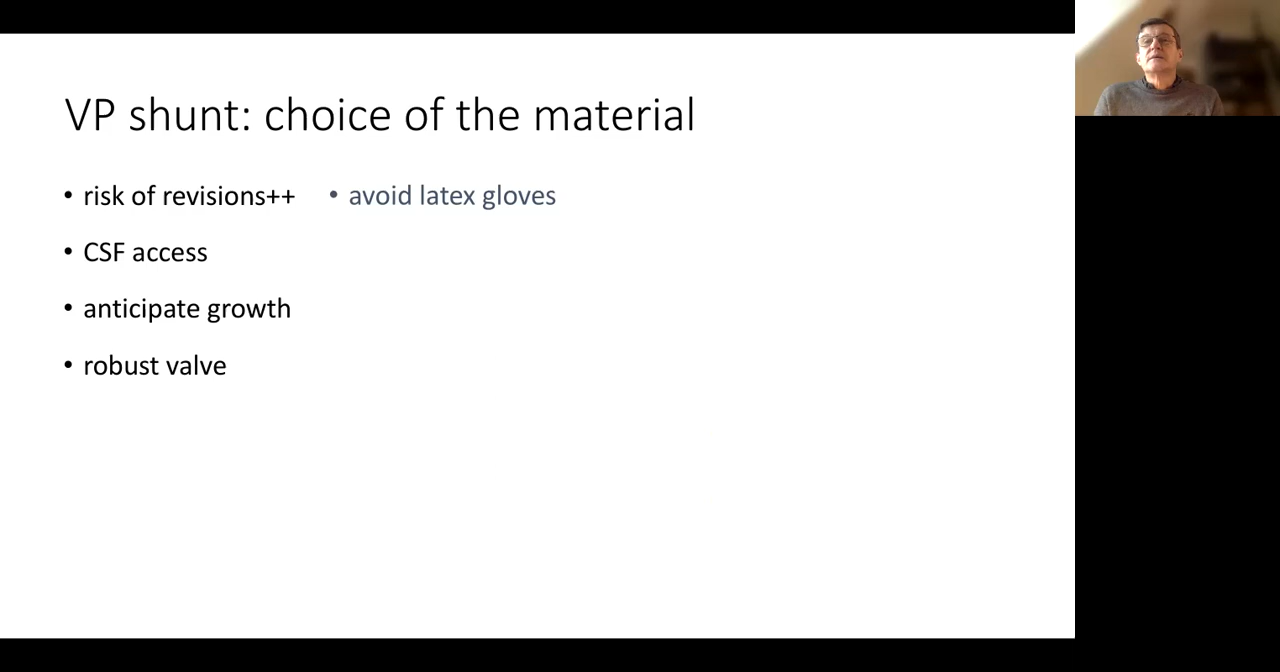 VP shunt: choice of the material
• risk of revisions++ • avoid latex gloves
• CSF access
• anticipate growth
• robust valve